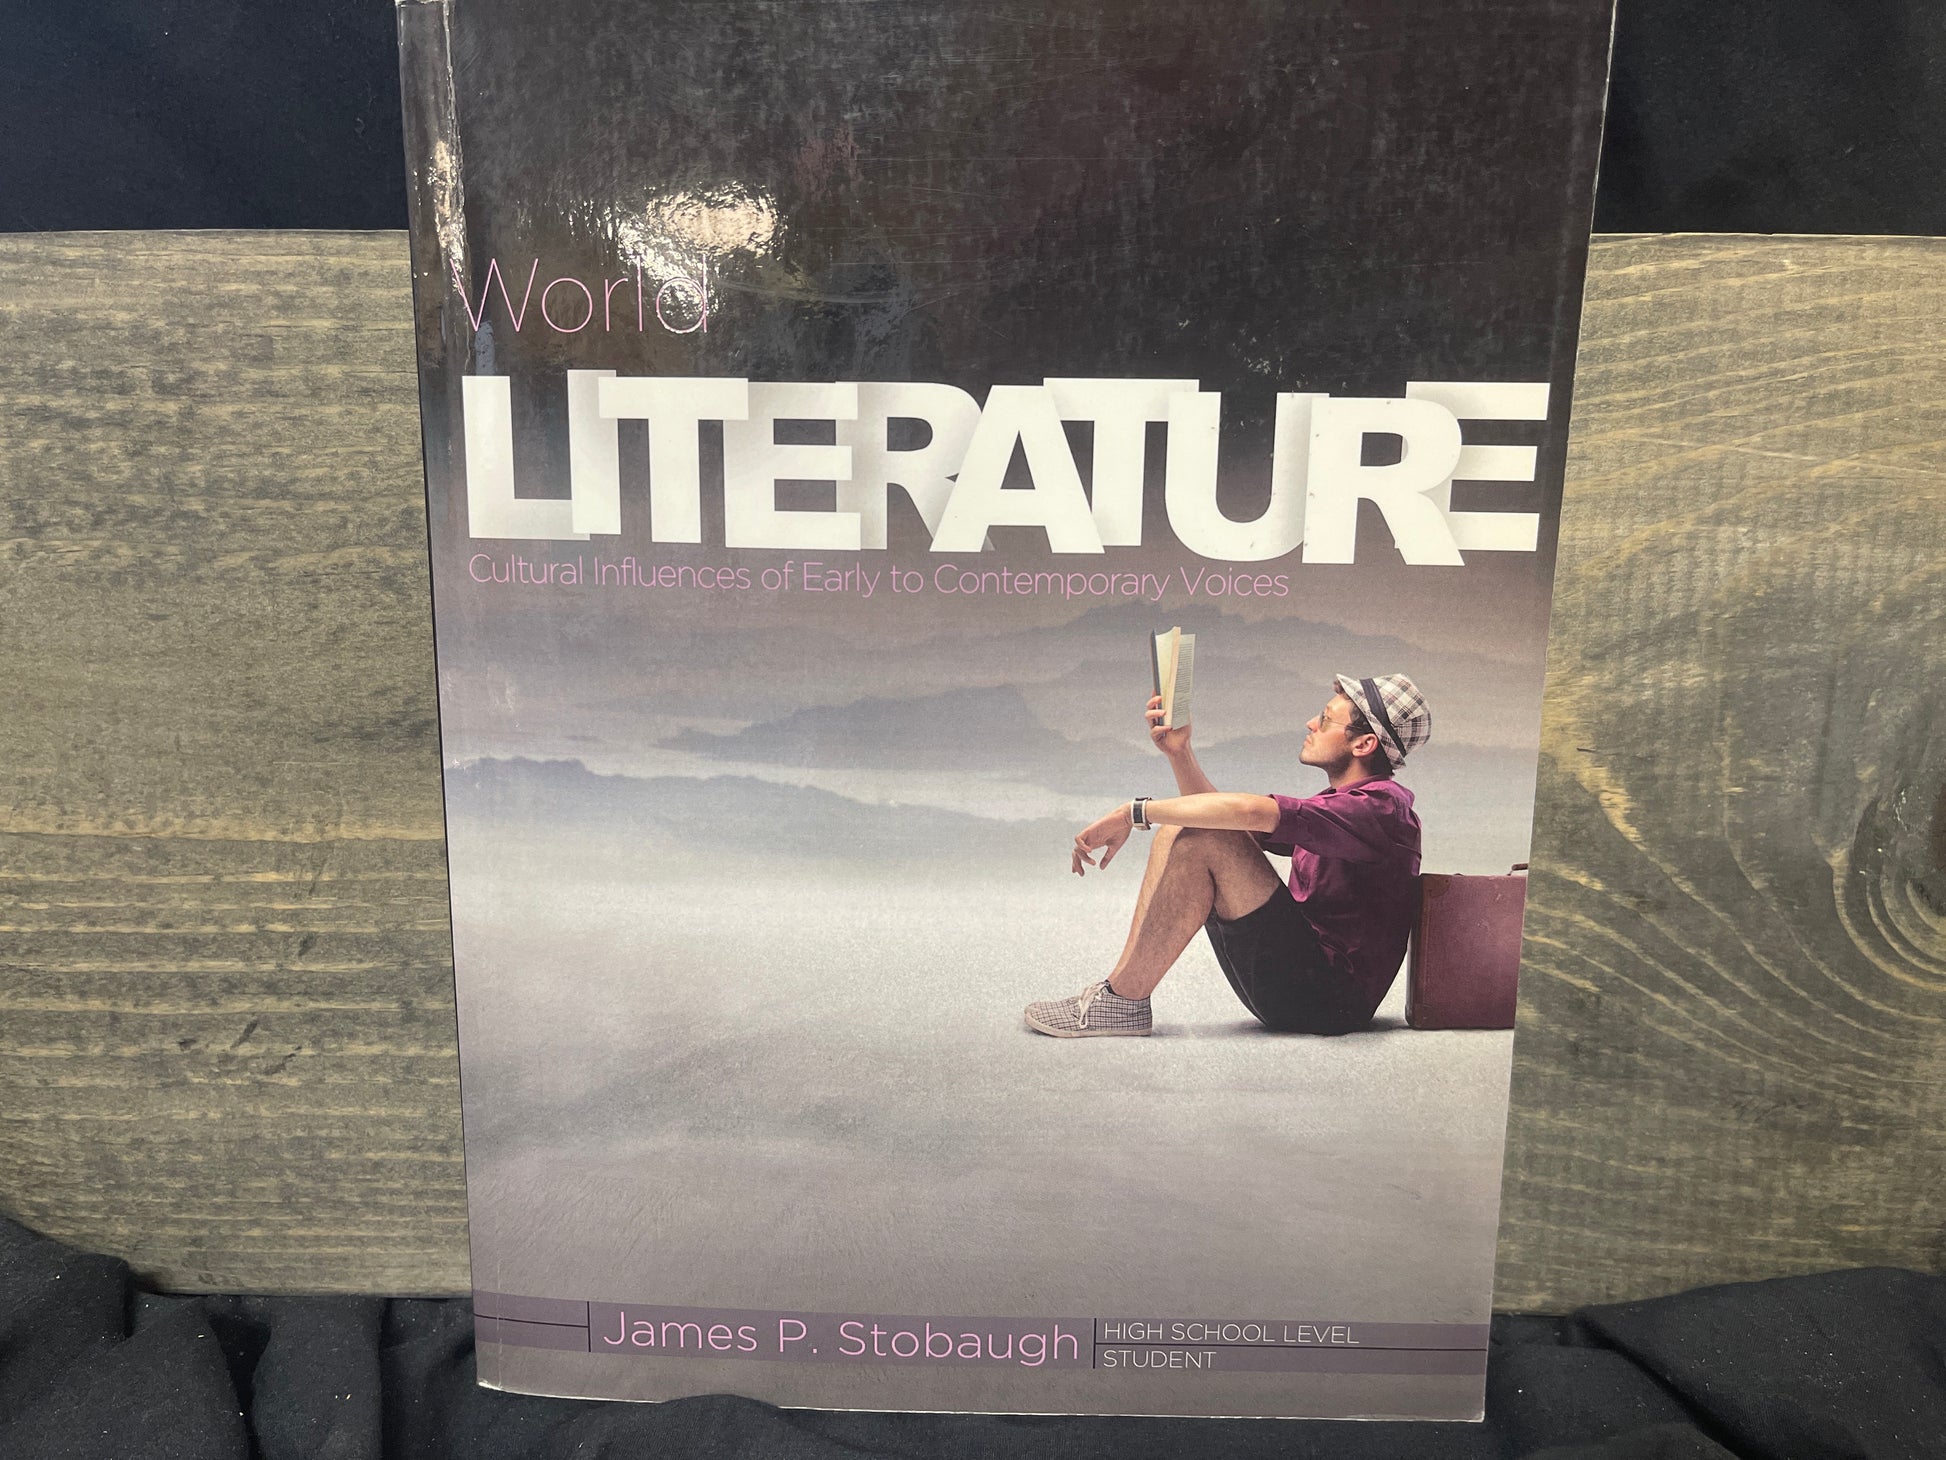 World
LITERATURE
Cultural Influences of Early to Contemporary Voices
James P. Stobaugh
HIGH SCHOOL LEVEL
STUDENT